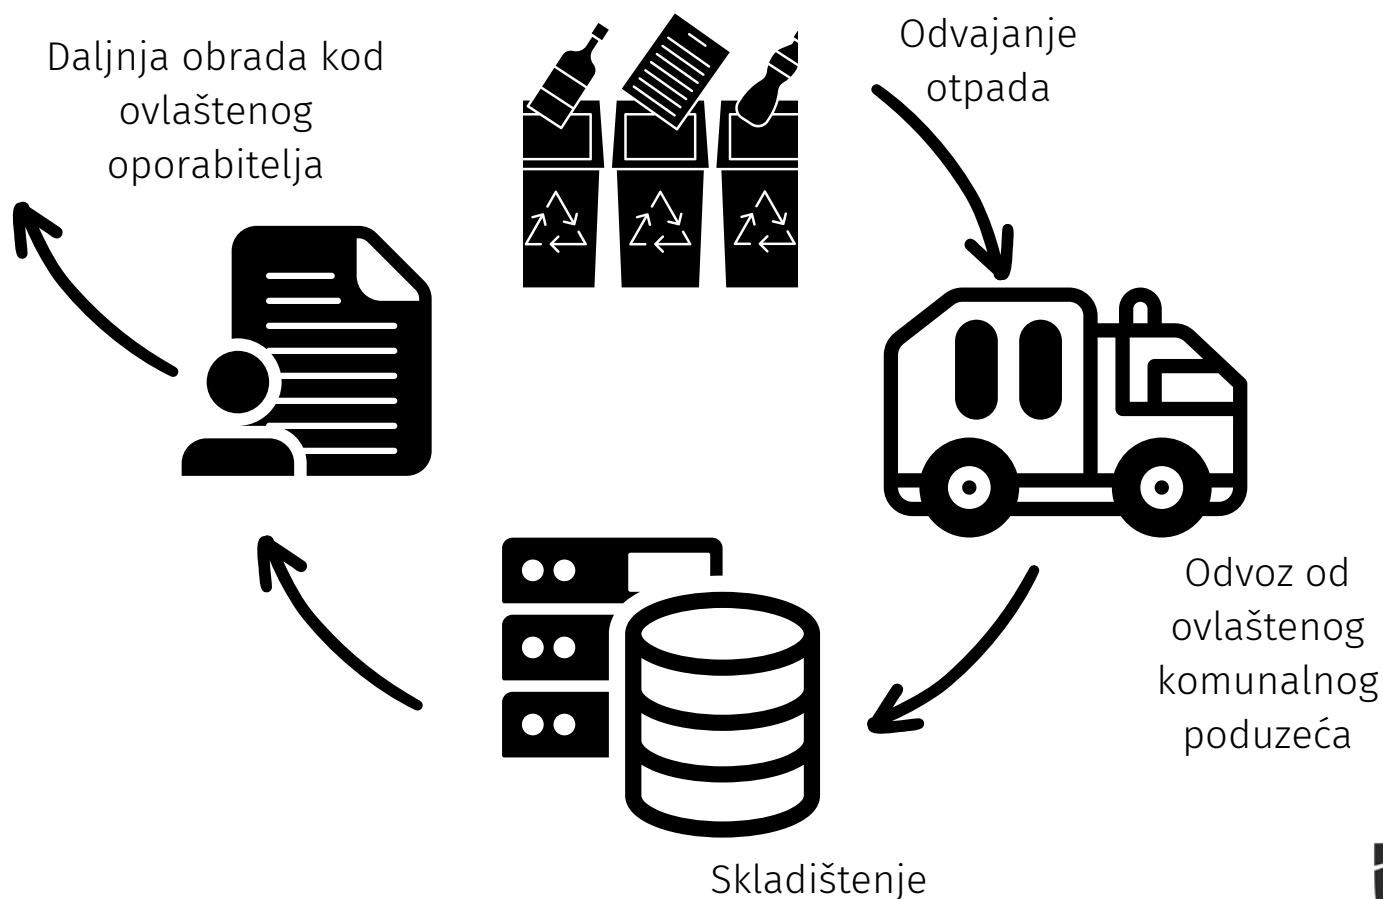 Daljnja obrada kod
ovlaštenog
oporabitelja
Odvajanje
otpada
Odvoz od
ovlaštenog
komunalnog
poduzeća
Skladištenje